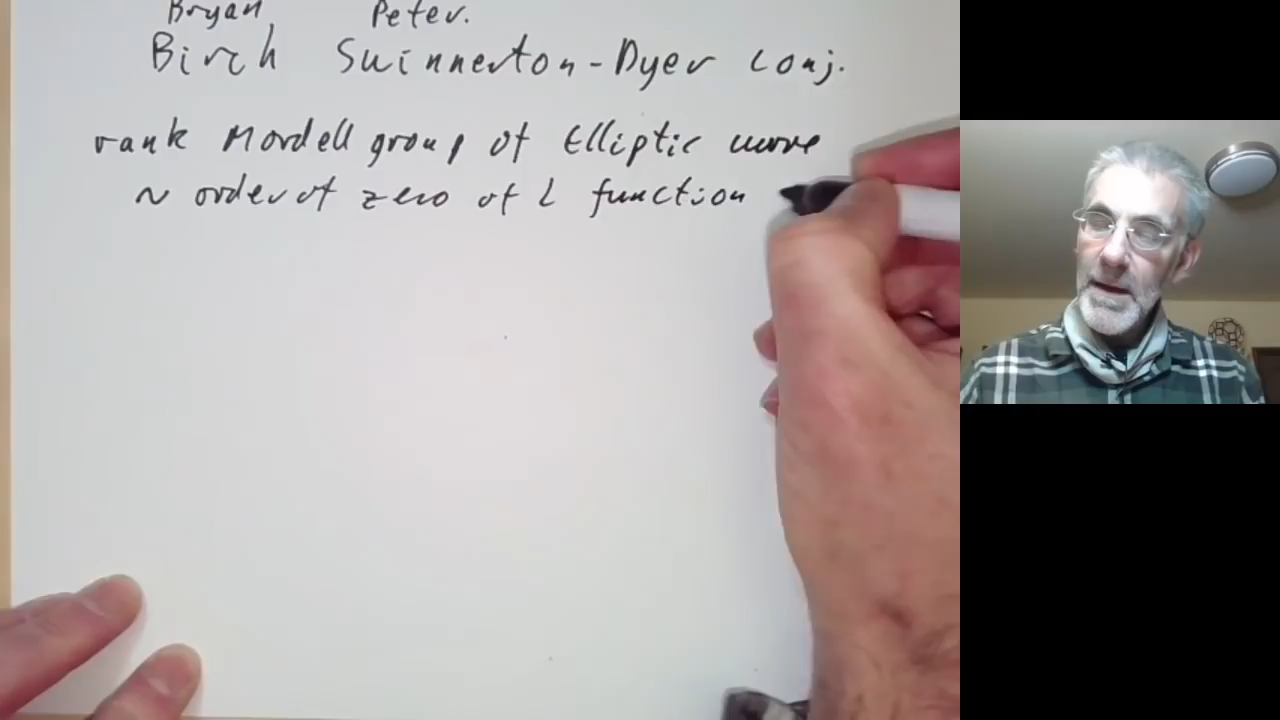 Bryan Peter.
Birch Swinnerton-Dyer conj.
rank Mordell group of Elliptic curve
~ order of zero of L function